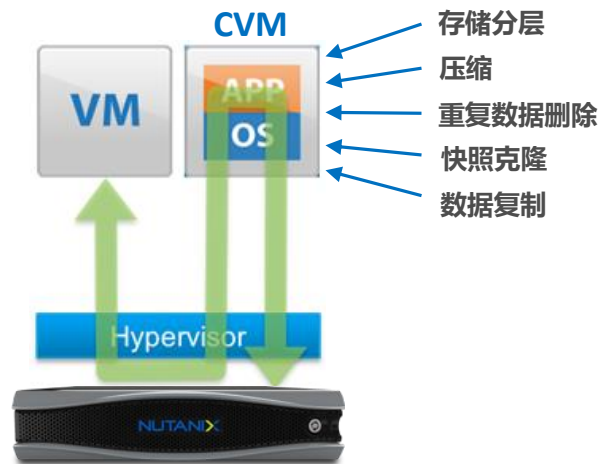 CVM
存储分层
压缩
重复数据删除
快照克隆
数据复制
VM
APP
OS
Hypervisor
NUTANIX